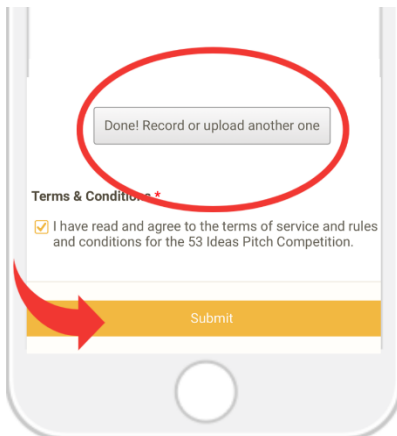 Done! Record or upload another one
Terms & Conditions *
I have read and agree to the terms of service and rules
and conditions for the 53 Ideas Pitch Competition.
Submit